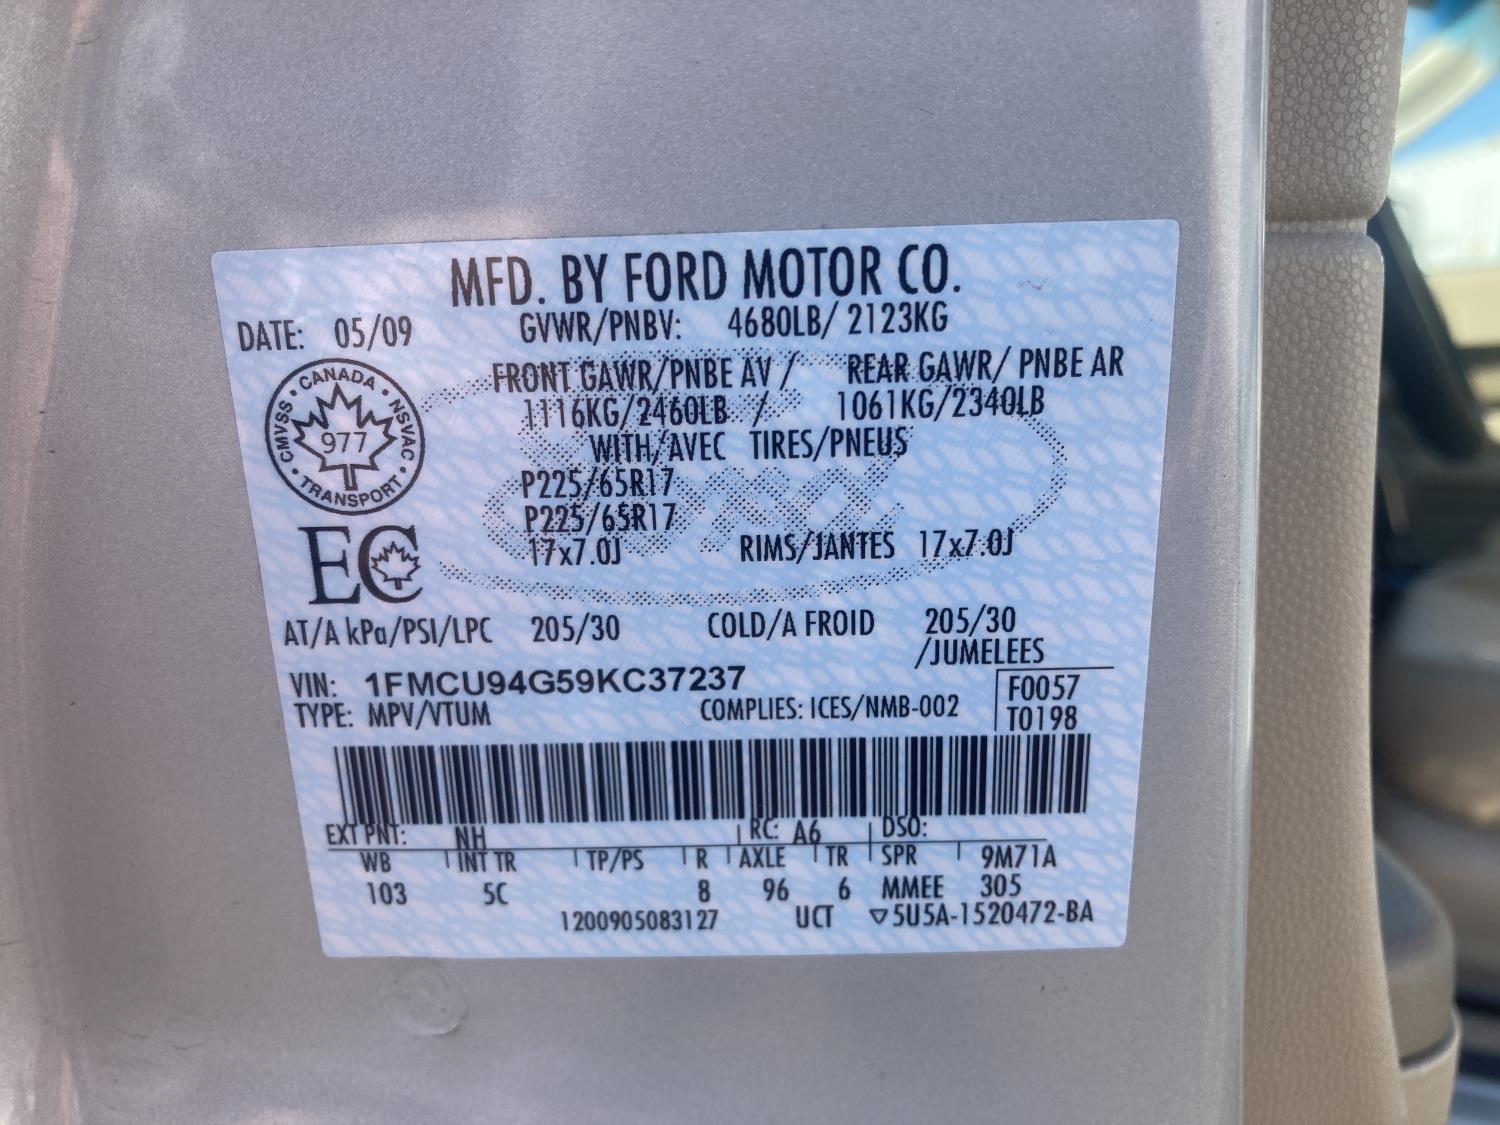 MFD. BY FORD MOTOR CO.
DATE: 05/09 GVWR/PNBV: 4680LB/ 2123KG
FRONT GAWR/PNBE AV / REAR GAWR/ PNBE AR
1116KG/2460LB / 1061KG/2340LB
WITH/AVEC TIRES/PNEUS
P225/65R17
P225/65R17
17x7.0J RIMS/JANTES 17x7.0J
CANADA
CMVSS 977 NSVAC
TRANSPORT
EC
AT/A kPa/PSI/LPC 205/30 COLD/A FROID 205/30
/JUMELEES
VIN: 1FMCU94G59KC37237
F0057
TYPE: MPV/VTUM COMPLIES: ICES/NMB-002
T0198
EXT PNT: NH RC: A6 DSO:
WB INT TR TP/PS R AXLE TR SPR 9M71A
103 5C 8 96 6 MMEE 305
1200905083127 UCT ▽5U5A-1520472-BA